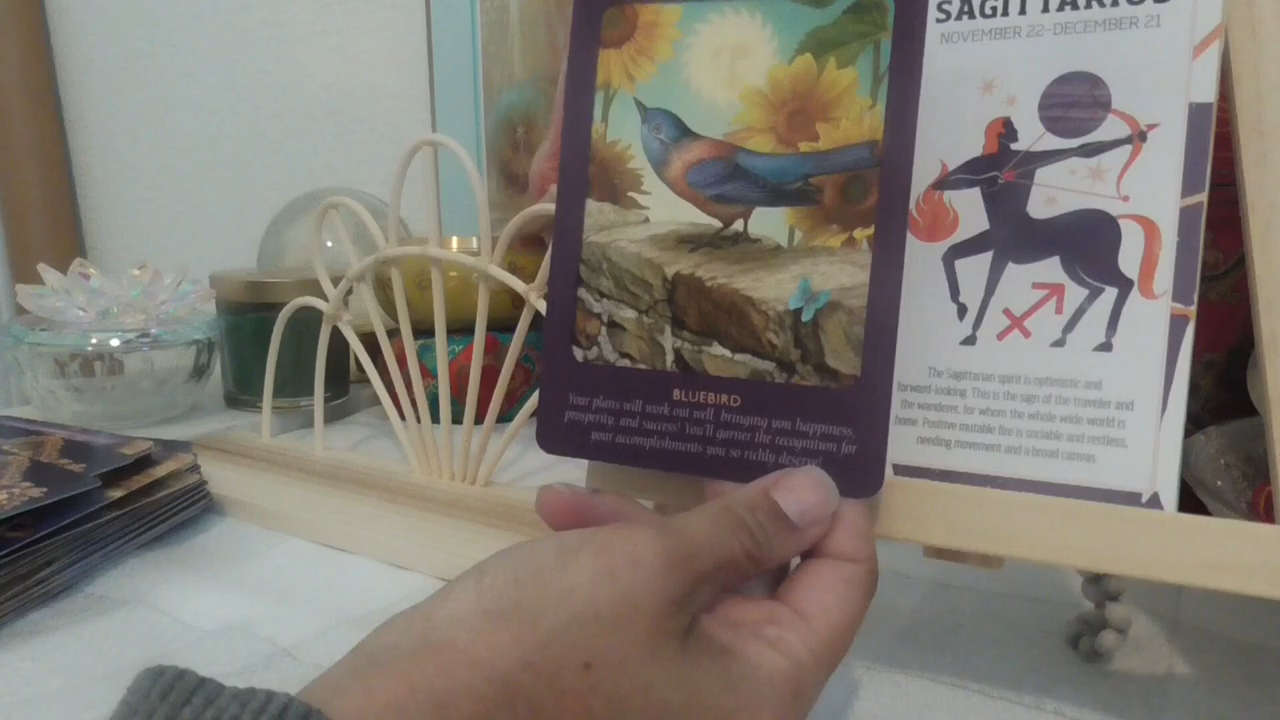 SAGITTARIUS
NOVEMBER 22–DECEMBER 21
The Sagittarian spirit is optimistic and
forward-looking. This is the sign of the traveler and
the wanderer, for whom the whole wide world is
home. Positive mutable fire is sociable and restless,
needing movement and a broad canvas.
BLUEBIRD
Your plans will work out well, bringing you happiness,
prosperity, and success! You'll garner the recognition for
your accomplishments you so richly deserve!